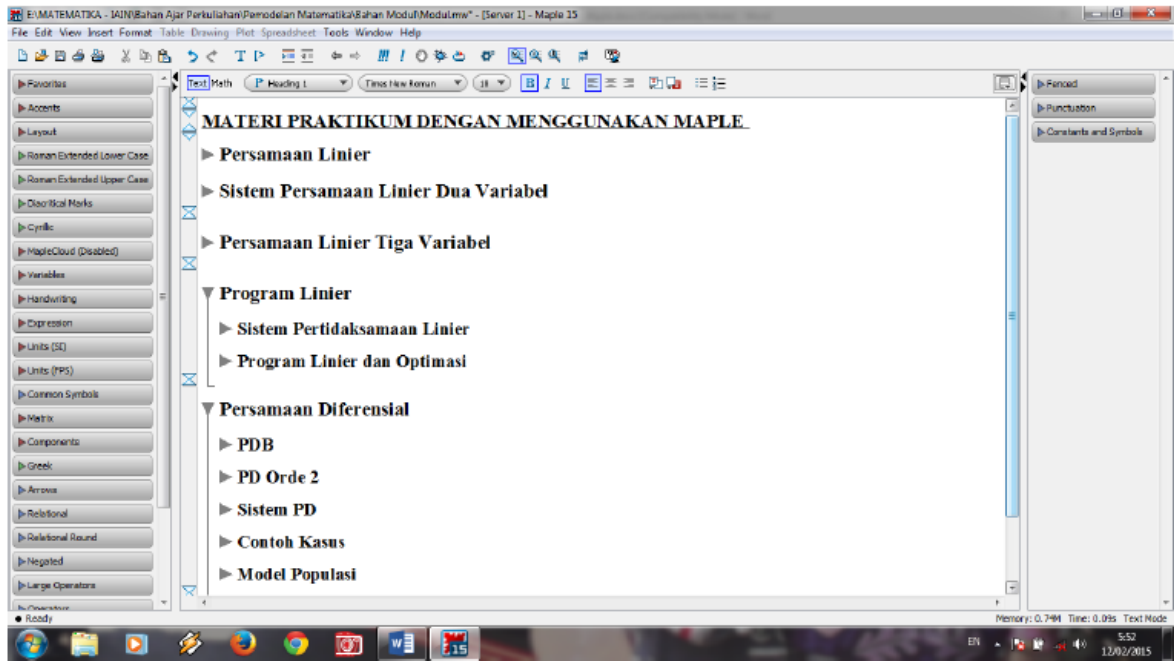 E:\MATEMATIKA - IAIN\Bahan Ajar Perkuliahan\Pemodelan Matematika\Bahan Modul\Modul.mw* - [Server 1] - Maple 15
File Edit View Insert Format Table Drawing Plot Spreadsheet Tools Window Help
Text Math P Heading 1 Times New Roman 18 B I U
Favorites
Accents
Layout
Roman Extended Lower Case
Roman Extended Upper Case
Diacritical Marks
Cyrillic
MapleCloud (Disabled)
Variables
Handwriting
Expression
Units (SI)
Units (FPS)
Common Symbols
Matrix
Components
Greek
Arrows
Relational
Relational Round
Negated
Large Operators
Operators
MATERI PRAKTIKUM DENGAN MENGGUNAKAN MAPLE
Persamaan Linier
Sistem Persamaan Linier Dua Variabel
Persamaan Linier Tiga Variabel
Program Linier
Sistem Pertidaksamaan Linier
Program Linier dan Optimasi
Persamaan Diferensial
PDB
PD Orde 2
Sistem PD
Contoh Kasus
Model Populasi
Fenced
Punctuation
Constants and Symbols
Ready
Memory: 0.74M Time: 0.09s Text Mode
15
EN
5:52
12/02/2015